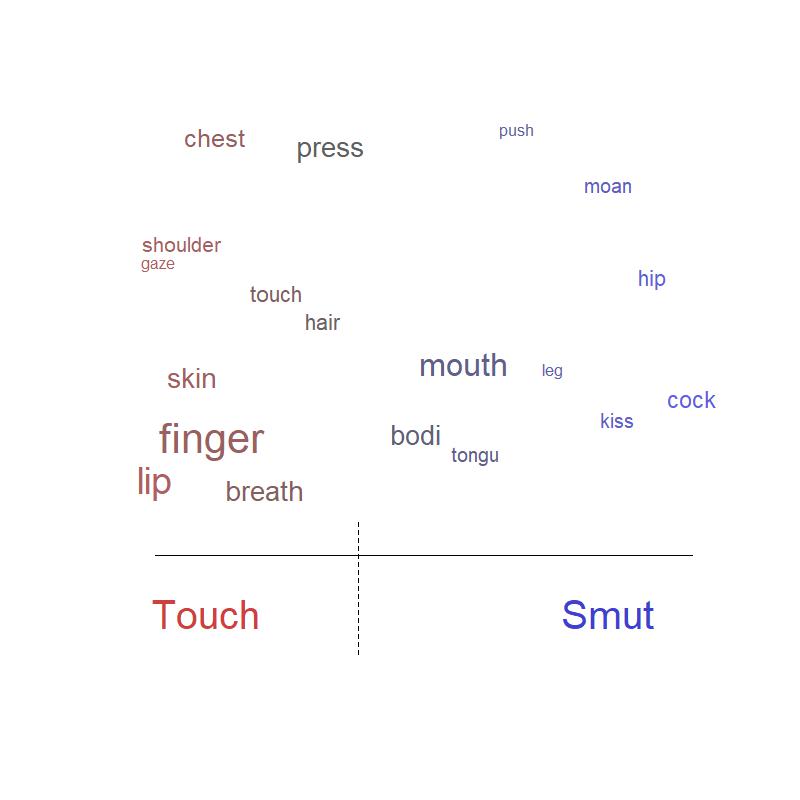 push
chest
press
moan
shoulder
gaze
hip
touch
hair
mouth
leg
skin
cock
kiss
finger
bodi
tongu
lip
breath
Touch
Smut